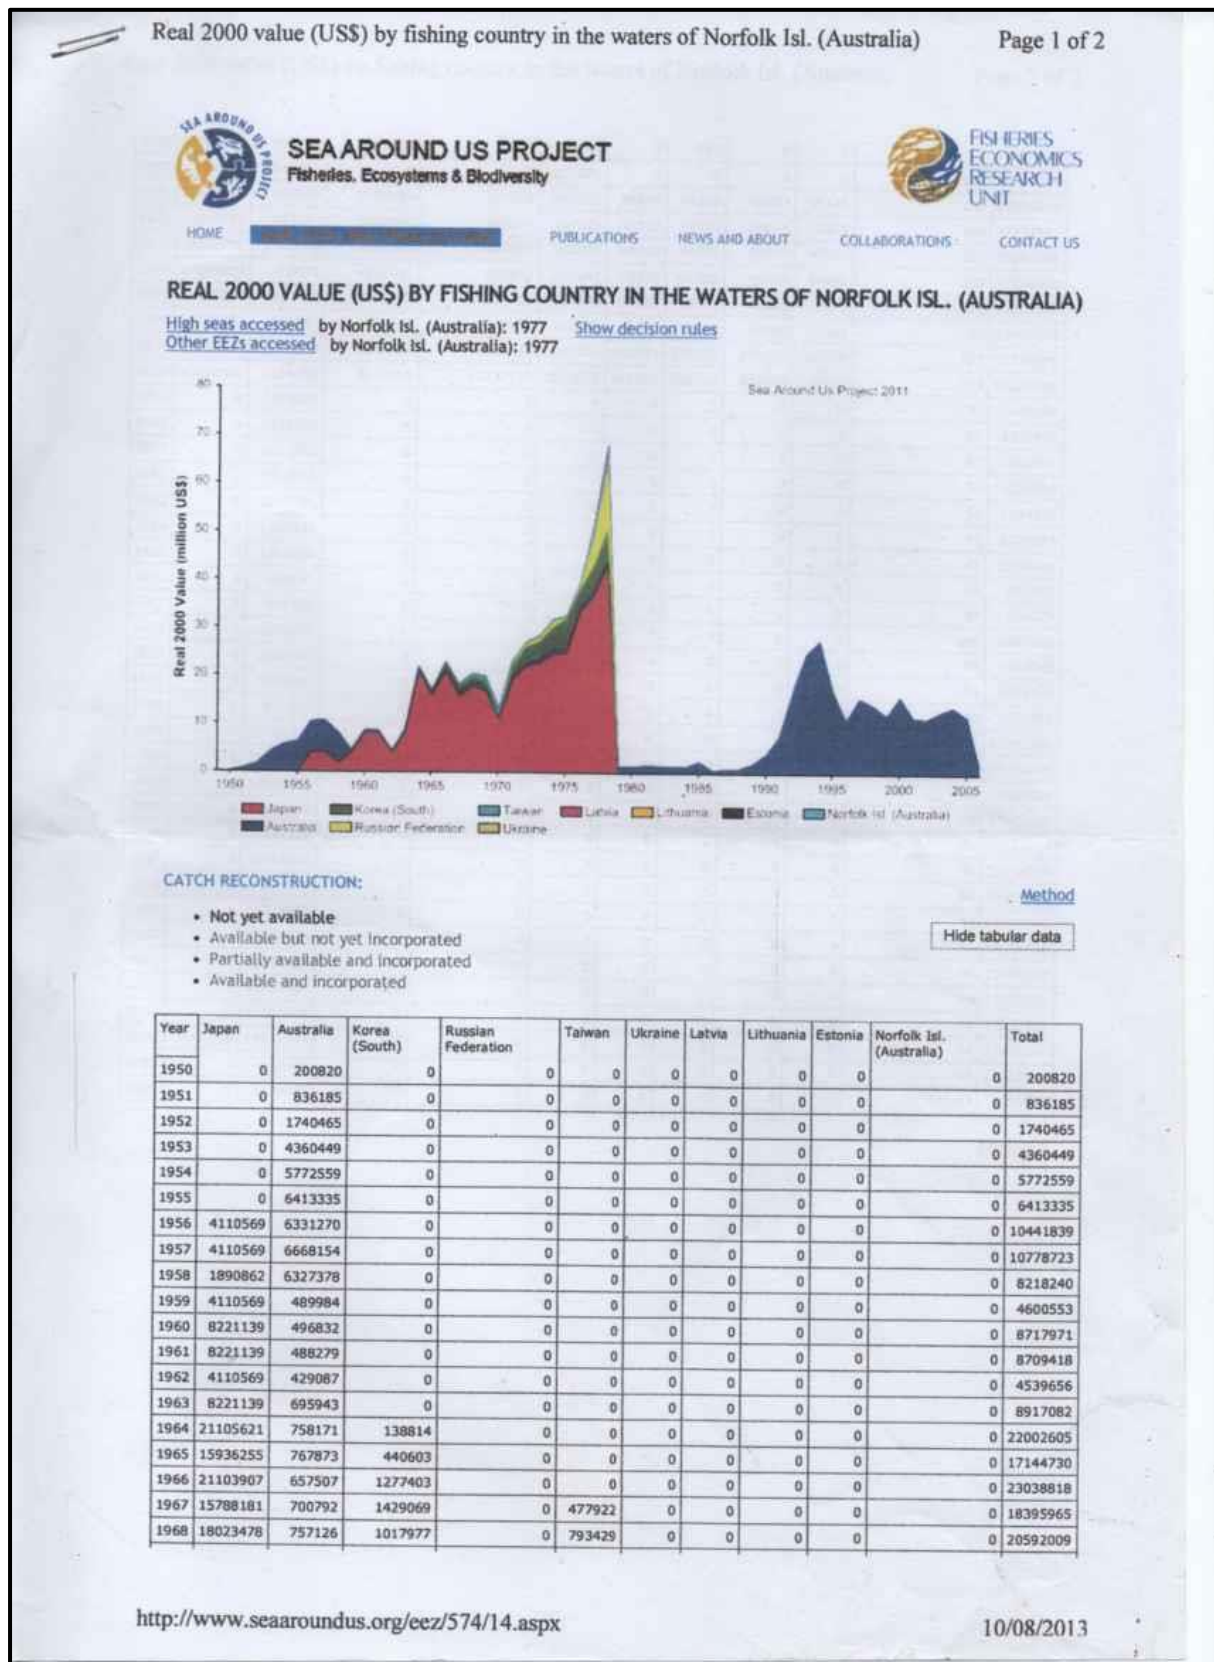 Real 2000 value (US$) by fishing country in the waters of Norfolk Isl. (Australia) Page 1 of 2
SEA AROUND US PROJECT
SEA AROUND US PROJECT
Fisheries, Ecosystems & Biodiversity
FISHERIES
ECONOMICS
RESEARCH
UNIT
HOME PUBLICATIONS NEWS AND ABOUT COLLABORATIONS CONTACT US
REAL 2000 VALUE (US$) BY FISHING COUNTRY IN THE WATERS OF NORFOLK ISL. (AUSTRALIA)
High seas accessed by Norfolk Isl. (Australia): 1977 Show decision rules
Other EEZs accessed by Norfolk Isl. (Australia): 1977
Sea Around Us Project 2011
Real 2000 Value (million US$)
80
70
60
50
40
30
20
10
0
1950 1955 1960 1965 1970 1975 1980 1985 1990 1995 2000 2005
Japan Korea (South) Taiwan Latvia Lithuania Estonia Norfolk Isl. (Australia)
Australia Russian Federation Ukraine
CATCH RECONSTRUCTION:
Method
• Not yet available
Hide tabular data
• Available but not yet incorporated
• Partially available and incorporated
• Available and incorporated
Year Japan Australia Korea (South) Russian Federation Taiwan Ukraine Latvia Lithuania Estonia Norfolk Isl. (Australia) Total
1950 0 200820 0 0 0 0 0 0 0 0 200820
1951 0 836185 0 0 0 0 0 0 0 0 836185
1952 0 1740465 0 0 0 0 0 0 0 0 1740465
1953 0 4360449 0 0 0 0 0 0 0 0 4360449
1954 0 5772559 0 0 0 0 0 0 0 0 5772559
1955 0 6413335 0 0 0 0 0 0 0 0 6413335
1956 4110569 6331270 0 0 0 0 0 0 0 0 10441839
1957 4110569 6668154 0 0 0 0 0 0 0 0 10778723
1958 1890862 6327378 0 0 0 0 0 0 0 0 8218240
1959 4110569 489984 0 0 0 0 0 0 0 0 4600553
1960 8221139 496832 0 0 0 0 0 0 0 0 8717971
1961 8221139 488279 0 0 0 0 0 0 0 0 8709418
1962 4110569 429087 0 0 0 0 0 0 0 0 4539656
1963 8221139 695943 0 0 0 0 0 0 0 0 8917082
1964 21105621 758171 138814 0 0 0 0 0 0 0 22002605
1965 15936255 767873 440603 0 0 0 0 0 0 0 17144730
1966 21103907 657507 1277403 0 0 0 0 0 0 0 23038818
1967 15788181 700792 1429069 0 477922 0 0 0 0 0 18395965
1968 18023478 757126 1017977 0 793429 0 0 0 0 0 20592009
http://www.seaaroundus.org/eez/574/14.aspx 10/08/2013